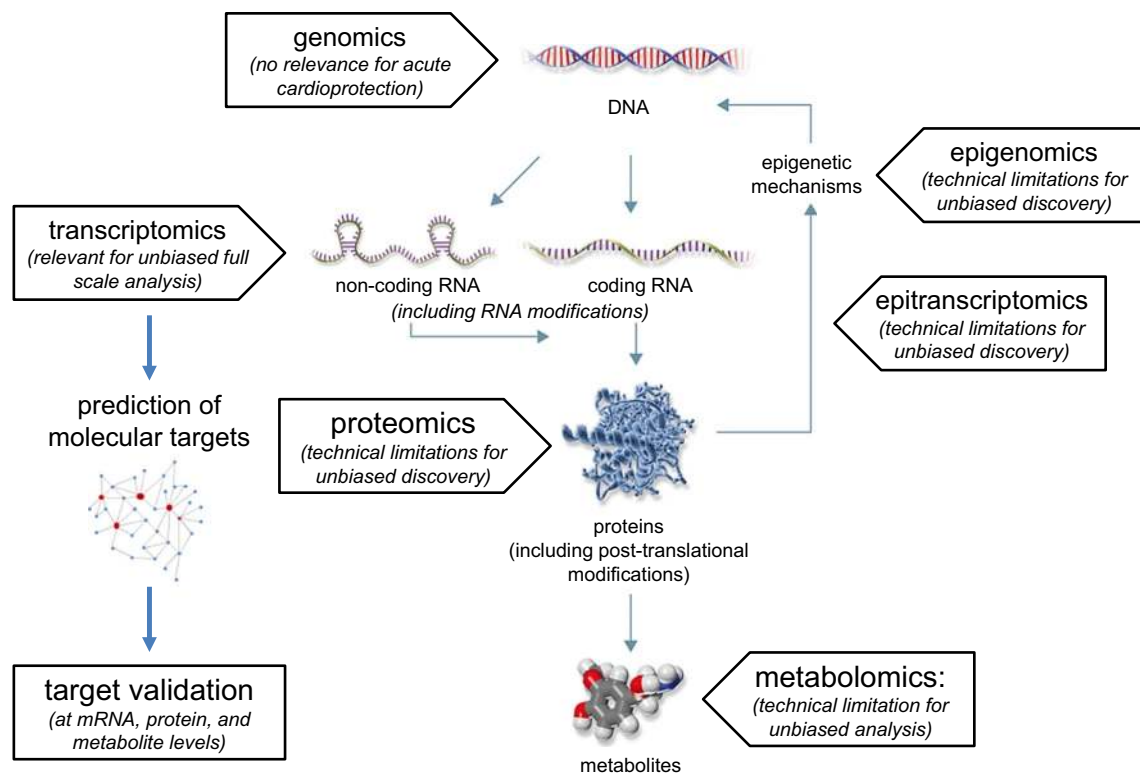 genomics
(no relevance for acute
cardioprotection)
DNA
epigenetic
mechanisms
epigenomics
(technical limitations for
unbiased discovery)
transcriptomics
(relevant for unbiased full
scale analysis)
non-coding RNA
coding RNA
(including RNA modifications)
epitranscriptomics
(technical limitations for
unbiased discovery)
prediction of
molecular targets
proteomics
(technical limitations for
unbiased discovery)
proteins
(including post-translational
modifications)
target validation
(at mRNA, protein, and
metabolite levels)
metabolomics:
(technical limitation for
unbiased analysis)
metabolites